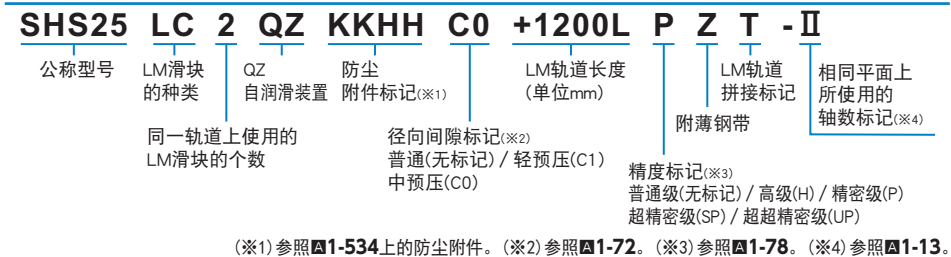 SHS25 LC 2 QZ KKHH C0 +1200L P Z T -Ⅱ
公称型号
LM滑块
的种类
QZ
自润滑装置
防尘
附件标记(※1)
LM轨道长度
(单位mm)
LM轨道
拼接标记
相同平面上
所使用的
轴数标记(※4)
同一轨道上使用的
LM滑块的个数
径向间隙标记(※2)
普通(无标记) / 轻预压(C1)
中预压(C0)
附薄钢带
精度标记(※3)
普通级(无标记) / 高级(H) / 精密级(P)
超精密级(SP) / 超超精密级(UP)
(※1) 参照A1-534上的防尘附件。(※2) 参照A1-72。(※3) 参照A1-78。(※4) 参照A1-13。